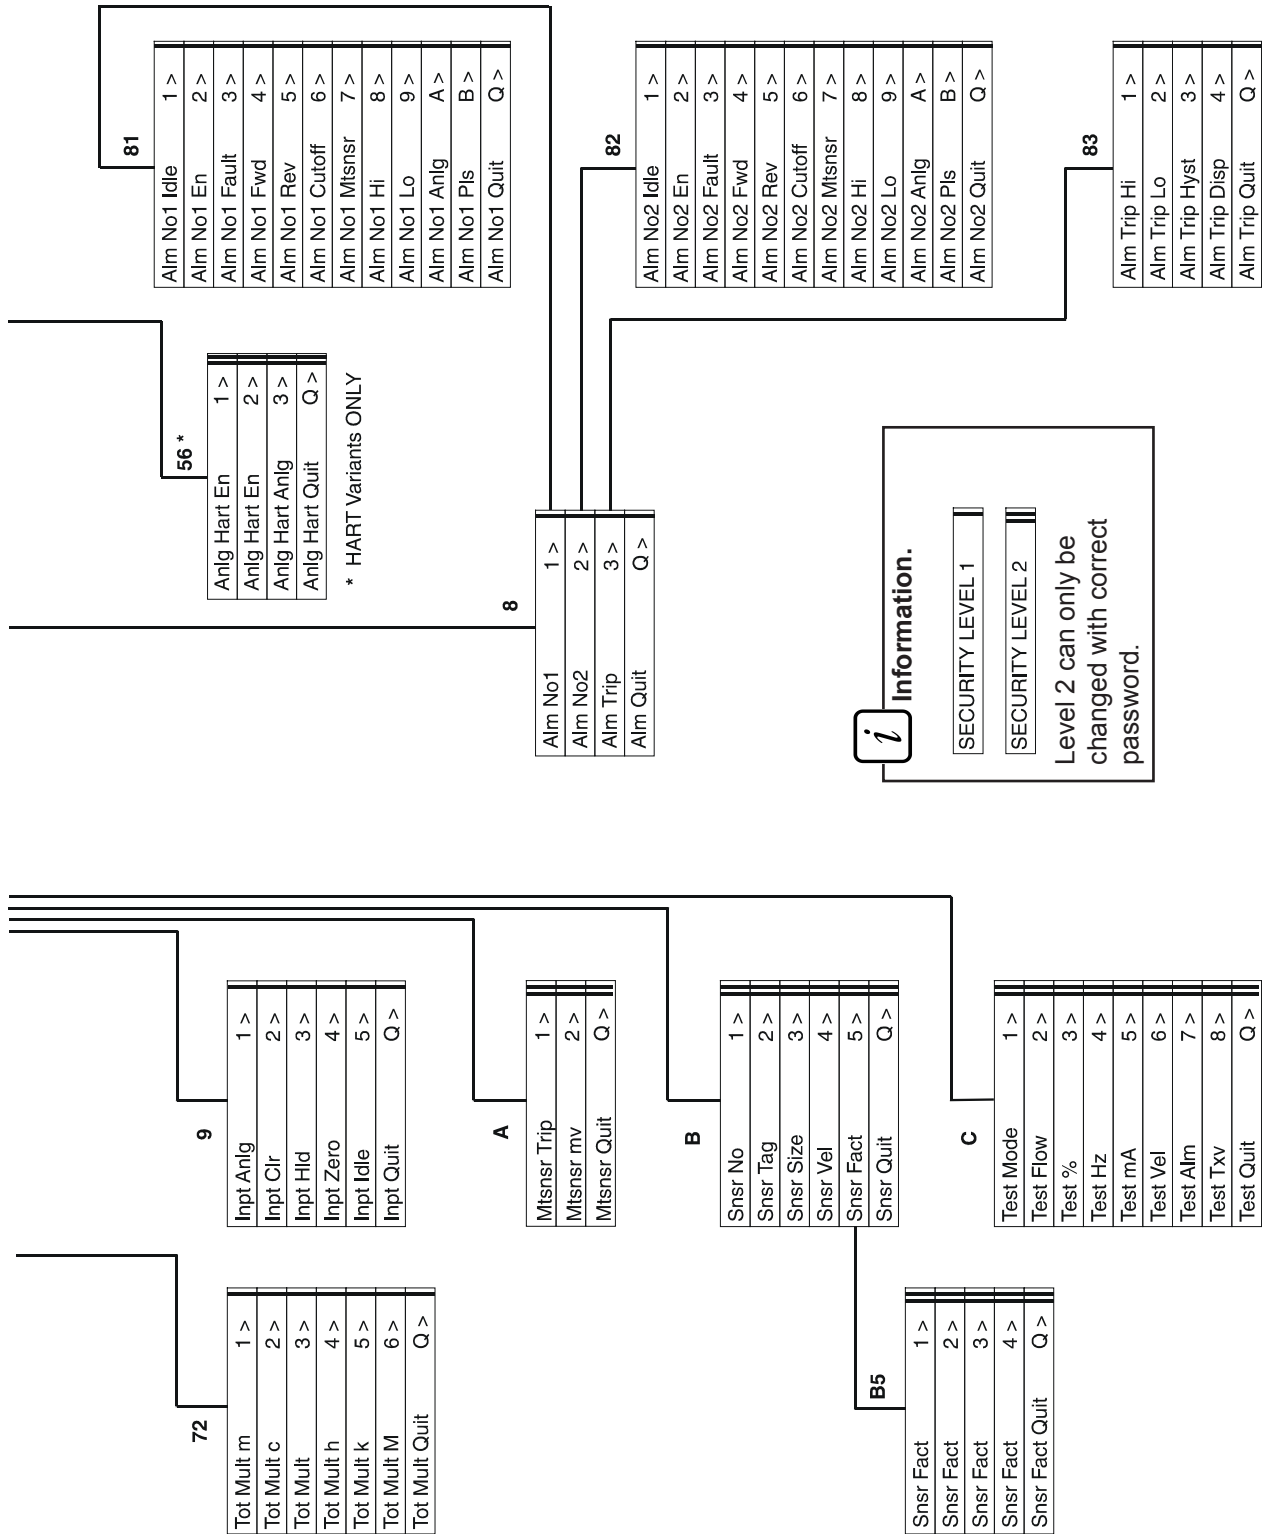 72
Tot Mult m 1 >
Tot Mult c 2 >
Tot Mult 3 >
Tot Mult h 4 >
Tot Mult k 5 >
Tot Mult M 6 >
Tot Mult Quit Q >
9
Inpt Anlg 1 >
Inpt Clr 2 >
Inpt Hld 3 >
Inpt Zero 4 >
Inpt Idle 5 >
Inpt Quit Q >
A
Mtsnsr Trip 1 >
Mtsnsr mv 2 >
Mtsnsr Quit Q >
B
Snsr No 1 >
Snsr Tag 2 >
Snsr Size 3 >
Snsr Vel 4 >
Snsr Fact 5 >
Snsr Quit Q >
B5
Snsr Fact 1 >
Snsr Fact 2 >
Snsr Fact 3 >
Snsr Fact 4 >
Snsr Fact Quit Q >
C
Test Mode 1 >
Test Flow 2 >
Test % 3 >
Test Hz 4 >
Test mA 5 >
Test Vel 6 >
Test Alm 7 >
Test Txv 8 >
Test Quit Q >
56 *
Anlg Hart En 1 >
Anlg Hart En 2 >
Anlg Hart Anlg 3 >
Anlg Hart Quit Q >
* HART Variants ONLY
8
Alm No1 1 >
Alm No2 2 >
Alm Trip 3 >
Alm Quit Q >
81
Alm No1 Idle 1 >
Alm No1 En 2 >
Alm No1 Fault 3 >
Alm No1 Fwd 4 >
Alm No1 Rev 5 >
Alm No1 Cutoff 6 >
Alm No1 Mtsnsr 7 >
Alm No1 Hi 8 >
Alm No1 Lo 9 >
Alm No1 Anlg A >
Alm No1 Pls B >
Alm No1 Quit Q >
82
Alm No2 Idle 1 >
Alm No2 En 2 >
Alm No2 Fault 3 >
Alm No2 Fwd 4 >
Alm No2 Rev 5 >
Alm No2 Cutoff 6 >
Alm No2 Mtsnsr 7 >
Alm No2 Hi 8 >
Alm No2 Lo 9 >
Alm No2 Anlg A >
Alm No2 Pls B >
Alm No2 Quit Q >
83
Alm Trip Hi 1 >
Alm Trip Lo 2 >
Alm Trip Hyst 3 >
Alm Trip Disp 4 >
Alm Trip Quit Q >
i Information.
SECURITY LEVEL 1
SECURITY LEVEL 2
Level 2 can only be
changed with correct
password.